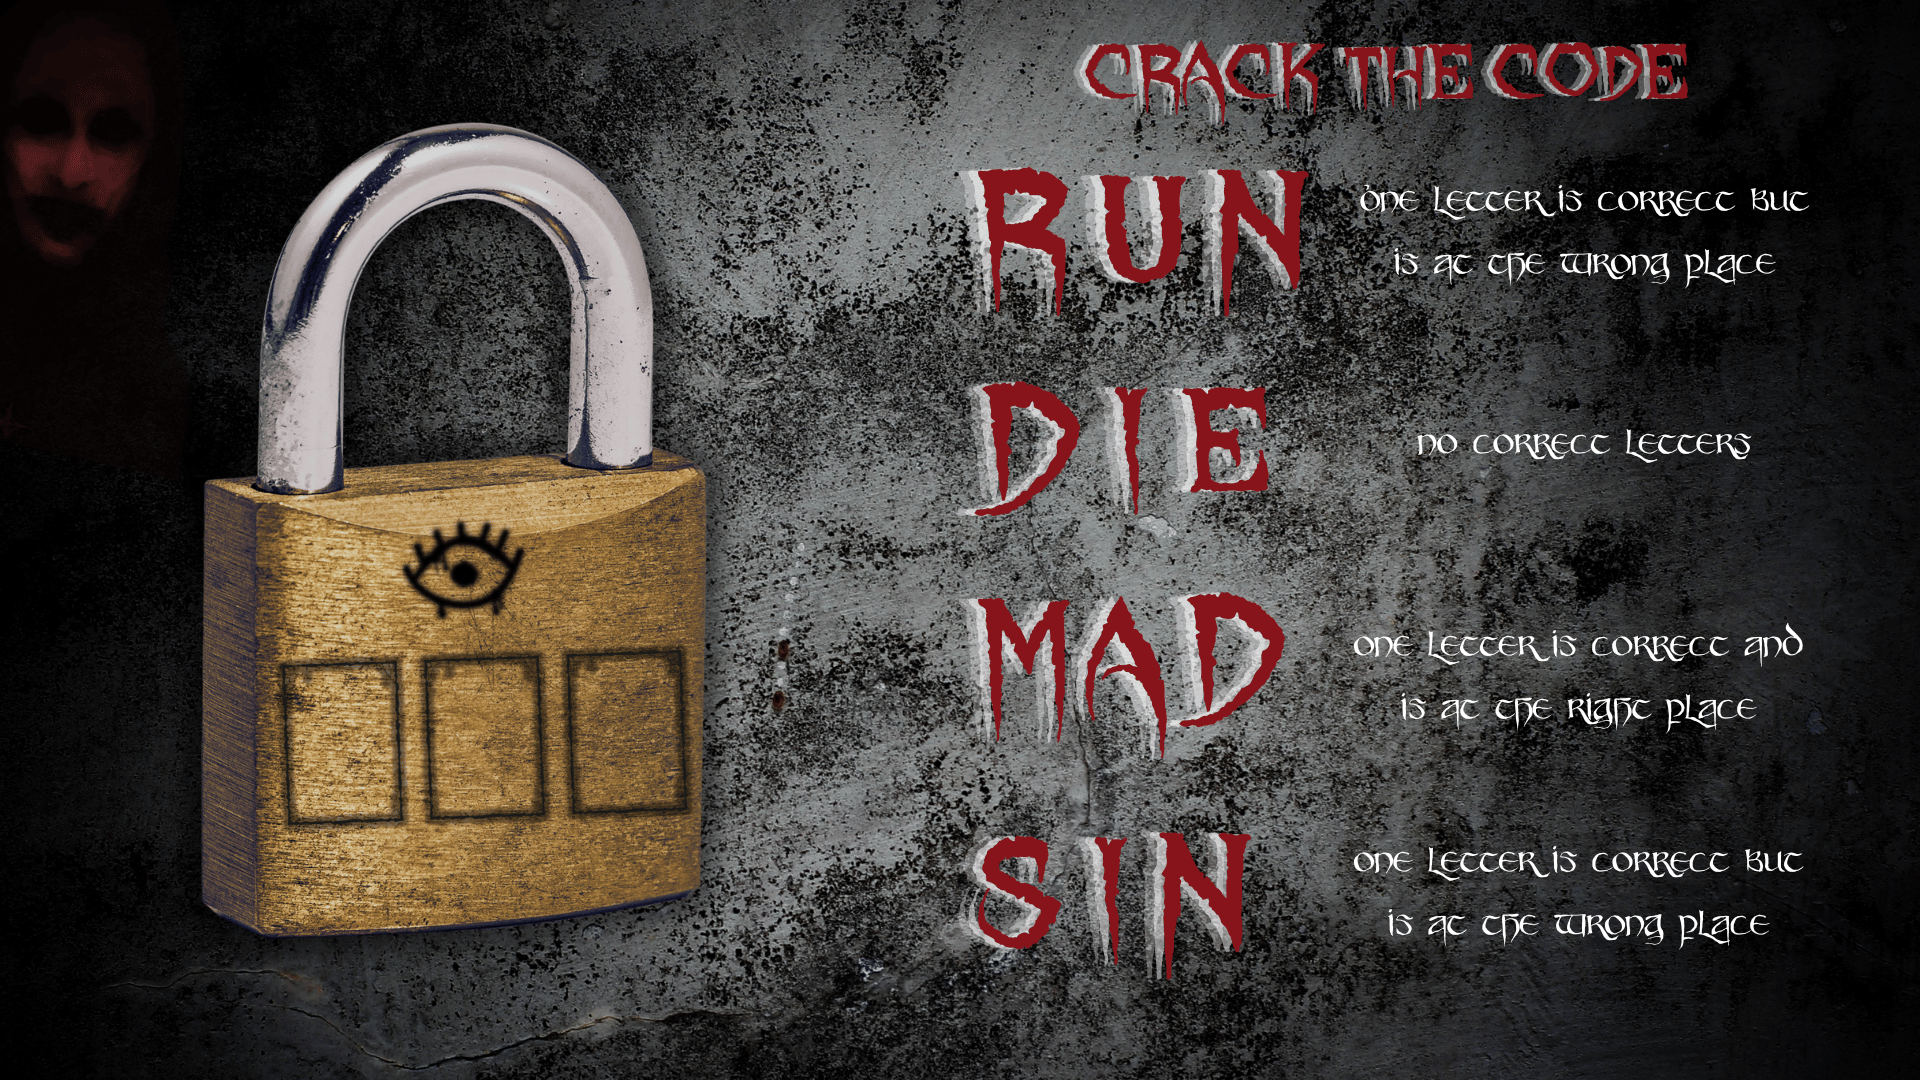 CRACK THE CODE
RUN
one letter is correct but
is at the wrong place
DIE
no correct letters
MAD
one letter is correct and
is at the right place
SIN
one letter is correct but
is at the wrong place